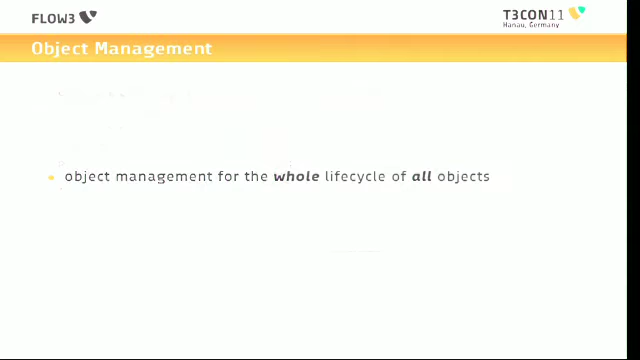 FLOW3
T3CON11
Hanau, Germany
Object Management
object management for the whole lifecycle of all objects